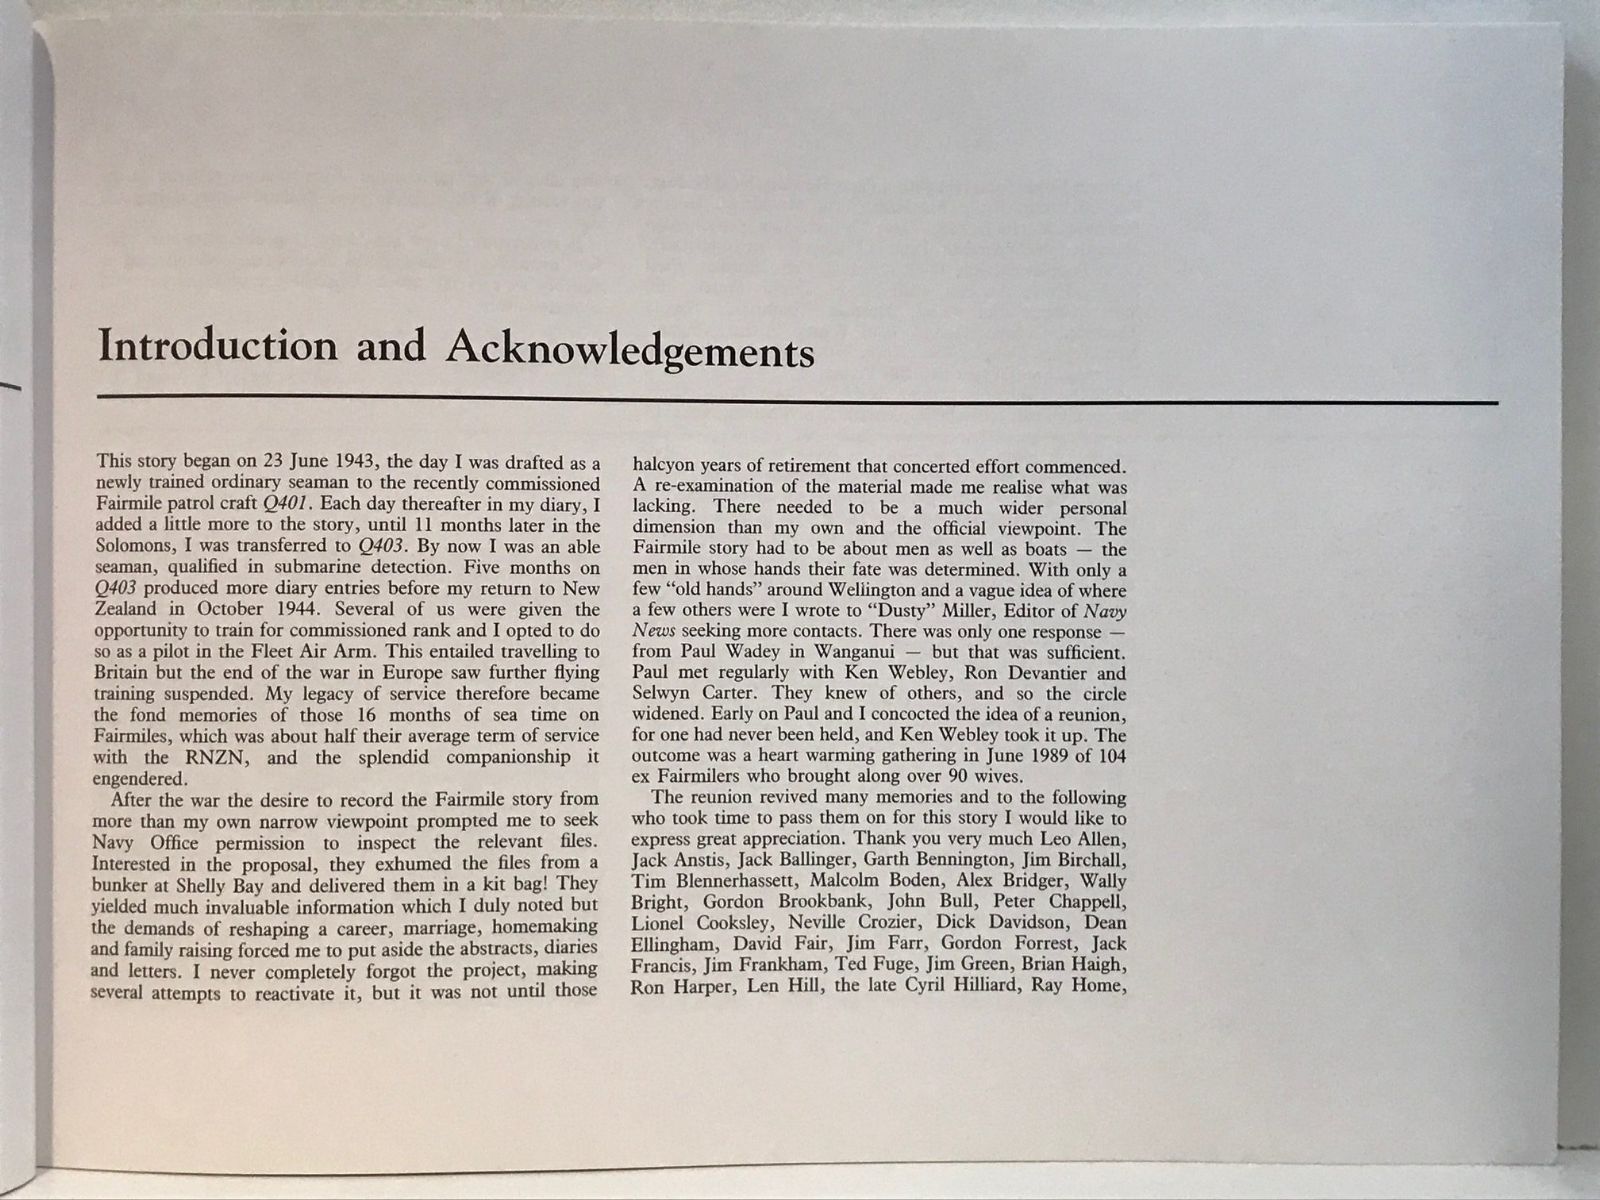 Introduction and Acknowledgements
This story began on 23 June 1943, the day I was drafted as a
newly trained ordinary seaman to the recently commissioned
Fairmile patrol craft Q401. Each day thereafter in my diary, I
added a little more to the story, until 11 months later in the
Solomons, I was transferred to Q403. By now I was an able
seaman, qualified in submarine detection. Five months on
Q403 produced more diary entries before my return to New
Zealand in October 1944. Several of us were given the
opportunity to train for commissioned rank and I opted to do
so as a pilot in the Fleet Air Arm. This entailed travelling to
Britain but the end of the war in Europe saw further flying
training suspended. My legacy of service therefore became
the fond memories of those 16 months of sea time on
Fairmiles, which was about half their average term of service
with the RNZN, and the splendid companionship it
engendered.
After the war the desire to record the Fairmile story from
more than my own narrow viewpoint prompted me to seek
Navy Office permission to inspect the relevant files.
Interested in the proposal, they exhumed the files from a
bunker at Shelly Bay and delivered them in a kit bag! They
yielded much invaluable information which I duly noted but
the demands of reshaping a career, marriage, homemaking
and family raising forced me to put aside the abstracts, diaries
and letters. I never completely forgot the project, making
several attempts to reactivate it, but it was not until those
halcyon years of retirement that concerted effort commenced.
A re-examination of the material made me realise what was
lacking. There needed to be a much wider personal
dimension than my own and the official viewpoint. The
Fairmile story had to be about men as well as boats — the
men in whose hands their fate was determined. With only a
few “old hands” around Wellington and a vague idea of where
a few others were I wrote to “Dusty” Miller, Editor of Navy
News seeking more contacts. There was only one response —
from Paul Wadey in Wanganui — but that was sufficient.
Paul met regularly with Ken Webley, Ron Devantier and
Selwyn Carter. They knew of others, and so the circle
widened. Early on Paul and I concocted the idea of a reunion,
for one had never been held, and Ken Webley took it up. The
outcome was a heart warming gathering in June 1989 of 104
ex Fairmilers who brought along over 90 wives.
The reunion revived many memories and to the following
who took time to pass them on for this story I would like to
express great appreciation. Thank you very much Leo Allen,
Jack Anstis, Jack Ballinger, Garth Bennington, Jim Birchall,
Tim Blennerhassett, Malcolm Boden, Alex Bridger, Wally
Bright, Gordon Brookbank, John Bull, Peter Chappell,
Lionel Cooksley, Neville Crozier, Dick Davidson, Dean
Ellingham, David Fair, Jim Farr, Gordon Forrest, Jack
Francis, Jim Frankham, Ted Fuge, Jim Green, Brian Haigh,
Ron Harper, Len Hill, the late Cyril Hilliard, Ray Home,